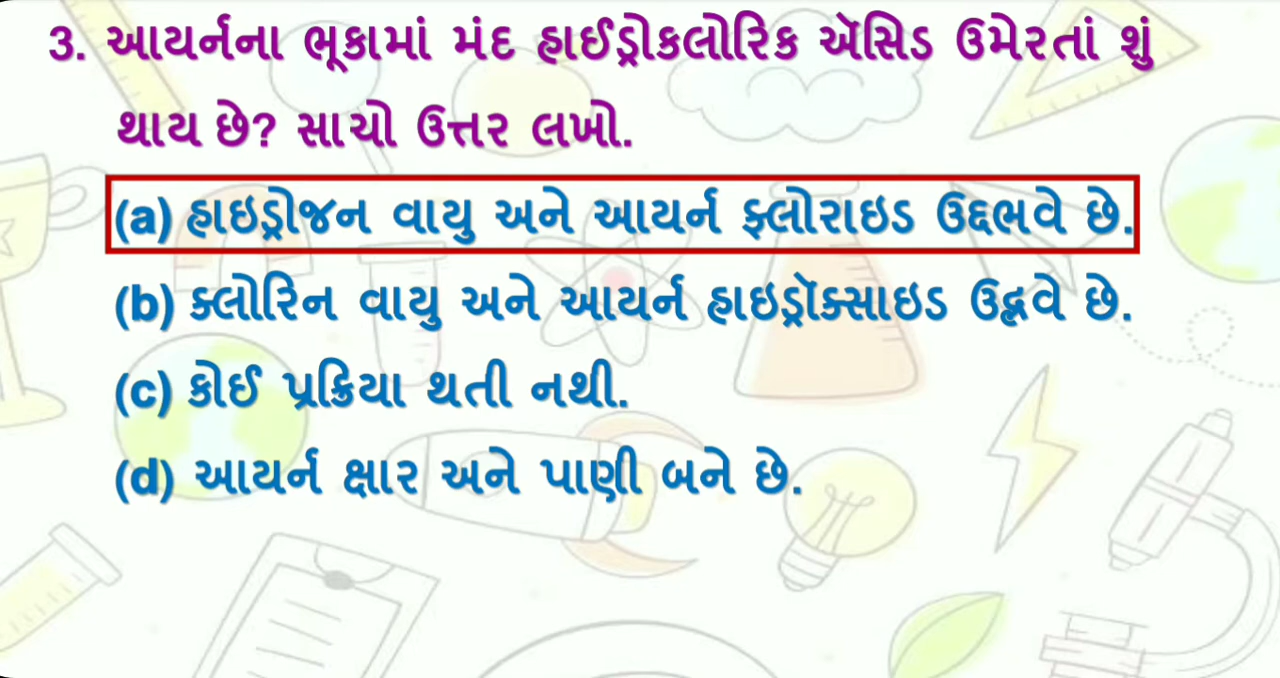 3. આયર્નના ભૂકામાં મંદ હાઈડ્રોકલોરિક ઍસિડ ઉમેરતાં શું
થાય છે? સાચો ઉત્તર લખો.
(a) હાઇડ્રોજન વાયુ અને આયર્ન ફ્લોરાઇડ ઉદ્દભવે છે.
(b) ક્લોરિન વાયુ અને આયર્ન હાઇડ્રૉક્સાઇડ ઉદ્ભવે છે.
(c) કોઈ પ્રક્રિયા થતી નથી.
(d) આયર્ન ક્ષાર અને પાણી બને છે.